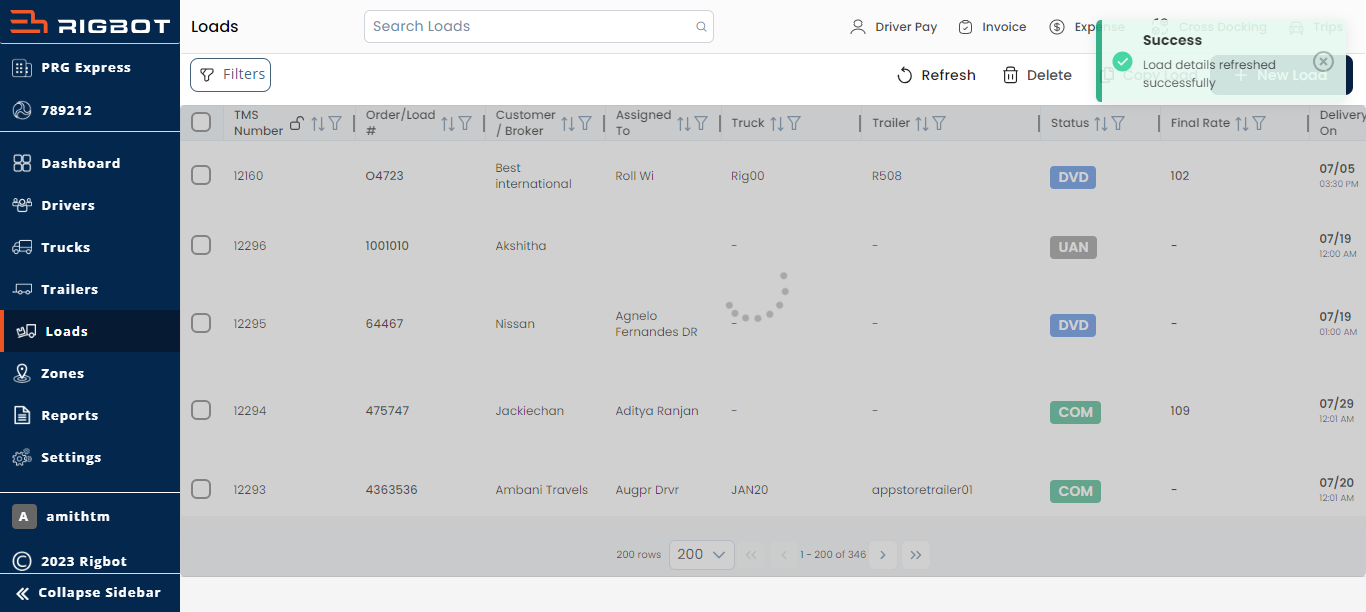 RIGBOT
PRG Express
789212
Dashboard
Drivers
Trucks
Trailers
Loads
Zones
Reports
Settings
A amithtm
2023 Rigbot
Collapse Sidebar
Loads
Search Loads
Driver Pay
Invoice
Expense
Cross Docking
Trips
Success
Load details refreshed
successfully
Filters
Refresh
Delete
Copy Load
New Load
TMS
Number
Order/Load
#
Customer
/ Broker
Assigned
To
Truck
Trailer
Status
Final Rate
Delivery
On
12160 O4723 Best international Roll Wi Rig00 R508 DVD 102 07/05 03:30 PM
12296 1001010 Akshitha - - UAN - 07/19 12:00 AM
12295 64467 Nissan Agnelo Fernandes DR - - DVD - 07/19 01:00 AM
12294 475747 Jackiechan Aditya Ranjan - - COM 109 07/29 12:01 AM
12293 4363536 Ambani Travels Augpr Drvr JAN20 appstoretrailer01 COM - 07/20 12:01 AM
200 rows 200 1 - 200 of 346